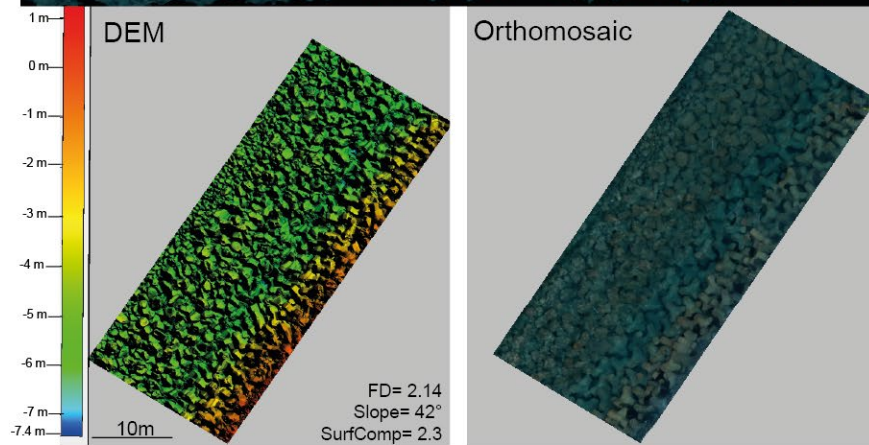 1 m
DEM
Orthomosaic
0 m
-1 m
-2 m
-3 m
-4 m
-5 m
-6 m
-7 m
-7.4 m
10m
FD= 2.14
Slope= 42°
SurfComp = 2.3